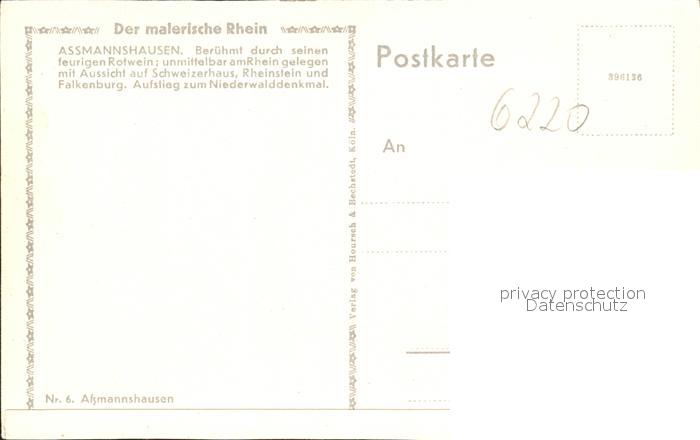 Der malerische Rhein
ASSMANNSHAUSEN. Berühmt durch seinen
feurigen Rotwein; unmittelbar am Rhein gelegen
mit Aussicht auf Schweizerhaus, Rheinstein und
Falkenburg. Aufstieg zum Niederwalddenkmal.
Nr. 6. Aßmannshausen
Verlag von Hoursch & Bechstedt, Köln.
Postkarte
396136
6220
An
privacy protection
Datenschutz